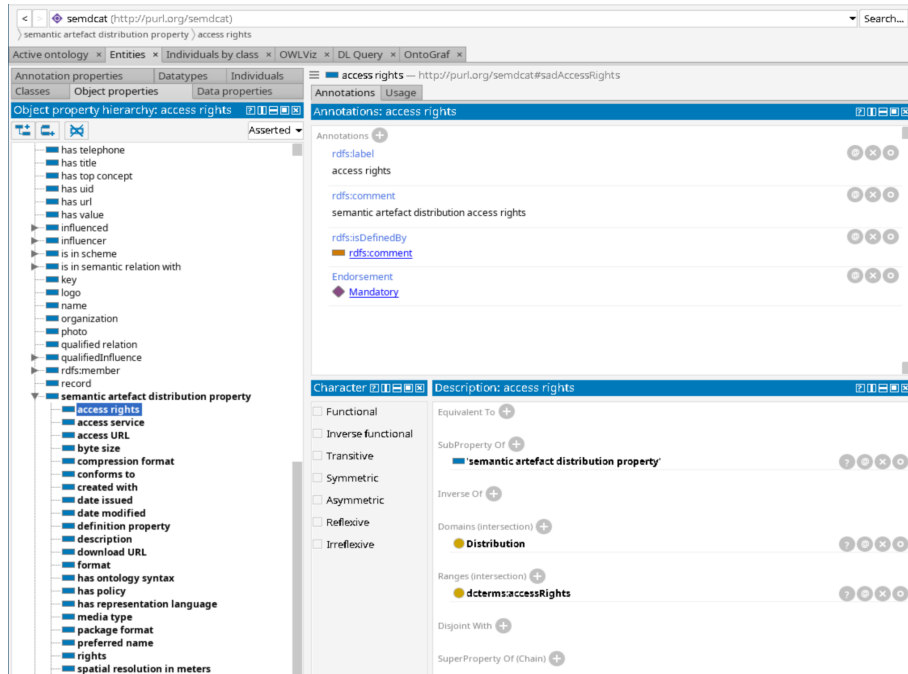 semdcat (http://purl.org/semdcat)
Search...
semantic artefact distribution property
access rights
Active ontology
Entities
Individuals by class
OWLViz
DL Query
OntoGraf
Annotation properties
Datatypes
Individuals
Classes
Object properties
Data properties
Object property hierarchy: access rights
Asserted
has telephone
has title
has top concept
has uid
has url
has value
influenced
influencer
is in scheme
is in semantic relation with
key
logo
name
organization
photo
qualified relation
qualifiedInfluence
rdfs:member
record
semantic artefact distribution property
access rights
access service
access URL
byte size
compression format
conforms to
created with
date issued
date modified
definition property
description
download URL
format
has ontology syntax
has policy
has representation language
media type
package format
preferred name
rights
spatial resolution in meters
access rights — http://purl.org/semdcat#sadAccessRights
Annotations
Usage
Annotations: access rights
Annotations
rdfs:label
access rights
rdfs:comment
semantic artefact distribution access rights
rdfs:isDefinedBy
rdfs:comment
Endorsement
Mandatory
Character
Functional
Inverse functional
Transitive
Symmetric
Asymmetric
Reflexive
Irreflexive
Description: access rights
Equivalent To
SubProperty Of
'semantic artefact distribution property'
Inverse Of
Domains (intersection)
Distribution
Ranges (intersection)
dcterms:accessRights
Disjoint With
SuperProperty Of (Chain)